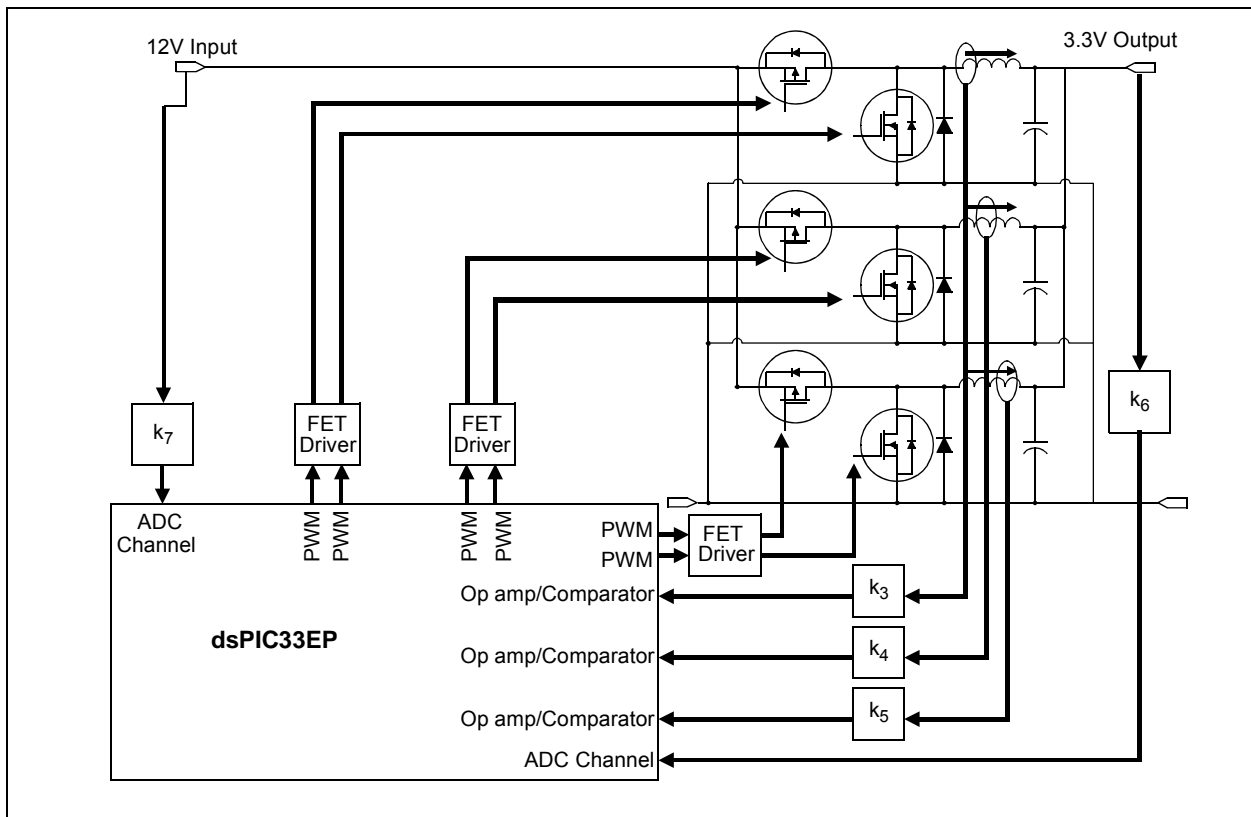 12V Input
3.3V Output
k7
FET
Driver
FET
Driver
k6
ADC
Channel
PWM
PWM
PWM
PWM
PWM
PWM
FET
Driver
Op amp/Comparator
k3
dsPIC33EP
Op amp/Comparator
k4
Op amp/Comparator
k5
ADC Channel